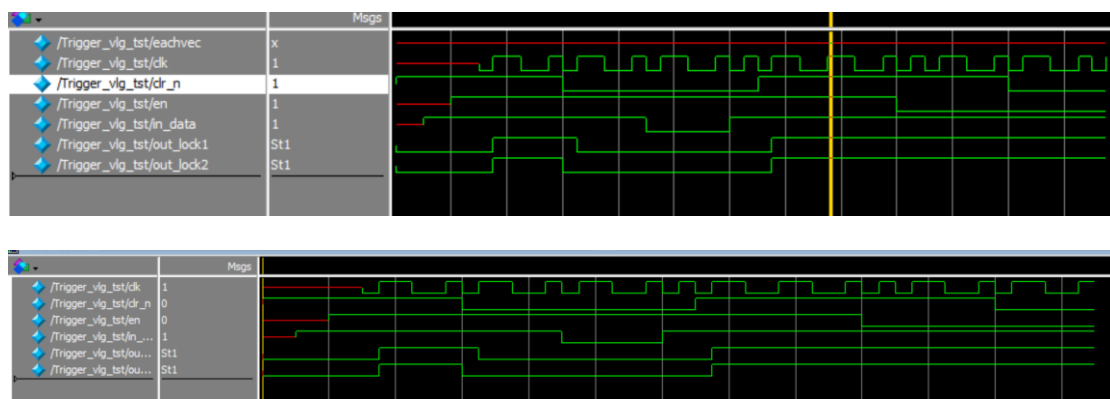 Msgs
/Trigger_vlg_tst/eachvec x
/Trigger_vlg_tst/clk 1
/Trigger_vlg_tst/clr_n 1
/Trigger_vlg_tst/en 1
/Trigger_vlg_tst/in_data 1
/Trigger_vlg_tst/out_lock1 St1
/Trigger_vlg_tst/out_lock2 St1
Msgs
/Trigger_vlg_tst/clk 1
/Trigger_vlg_tst/clr_n 0
/Trigger_vlg_tst/en 0
/Trigger_vlg_tst/in_... 1
/Trigger_vlg_tst/ou... St1
/Trigger_vlg_tst/ou... St1